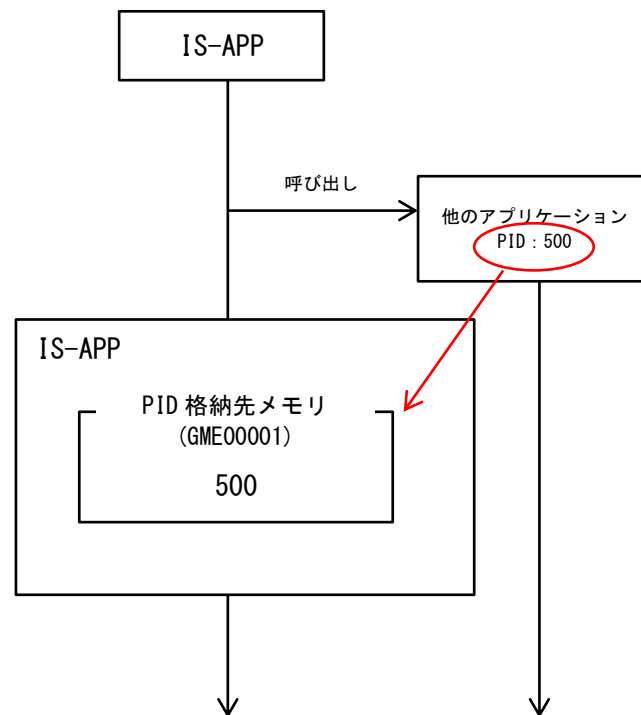 IS-APP
呼び出し
他のアプリケーション
PID：500
IS-APP
PID 格納先メモリ
(GME00001)
500